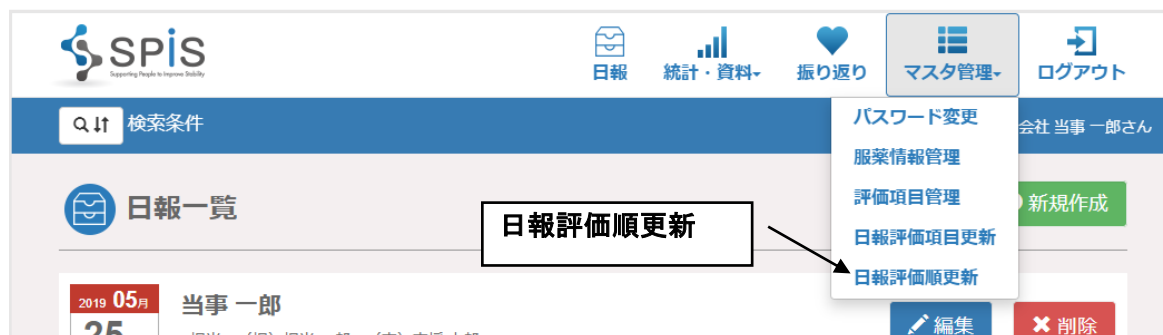 SPIS
Supporting People to Improve Stability
日報
統計・資料
振り返り
マスタ管理
ログアウト
検索条件
会社 当事 一郎さん
パスワード変更
服薬情報管理
評価項目管理
日報評価項目更新
日報評価順更新
日報一覧
新規作成
日報評価順更新
2019 05月
25
当事 一郎
編集
削除